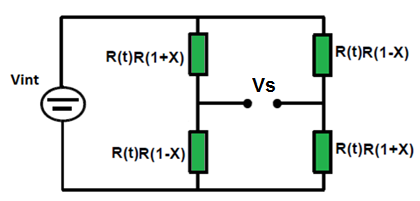 R(t)R(1+X)
R(t)R(1-X)
Vint
Vs
R(t)R(1-X)
R(t)R(1+X)